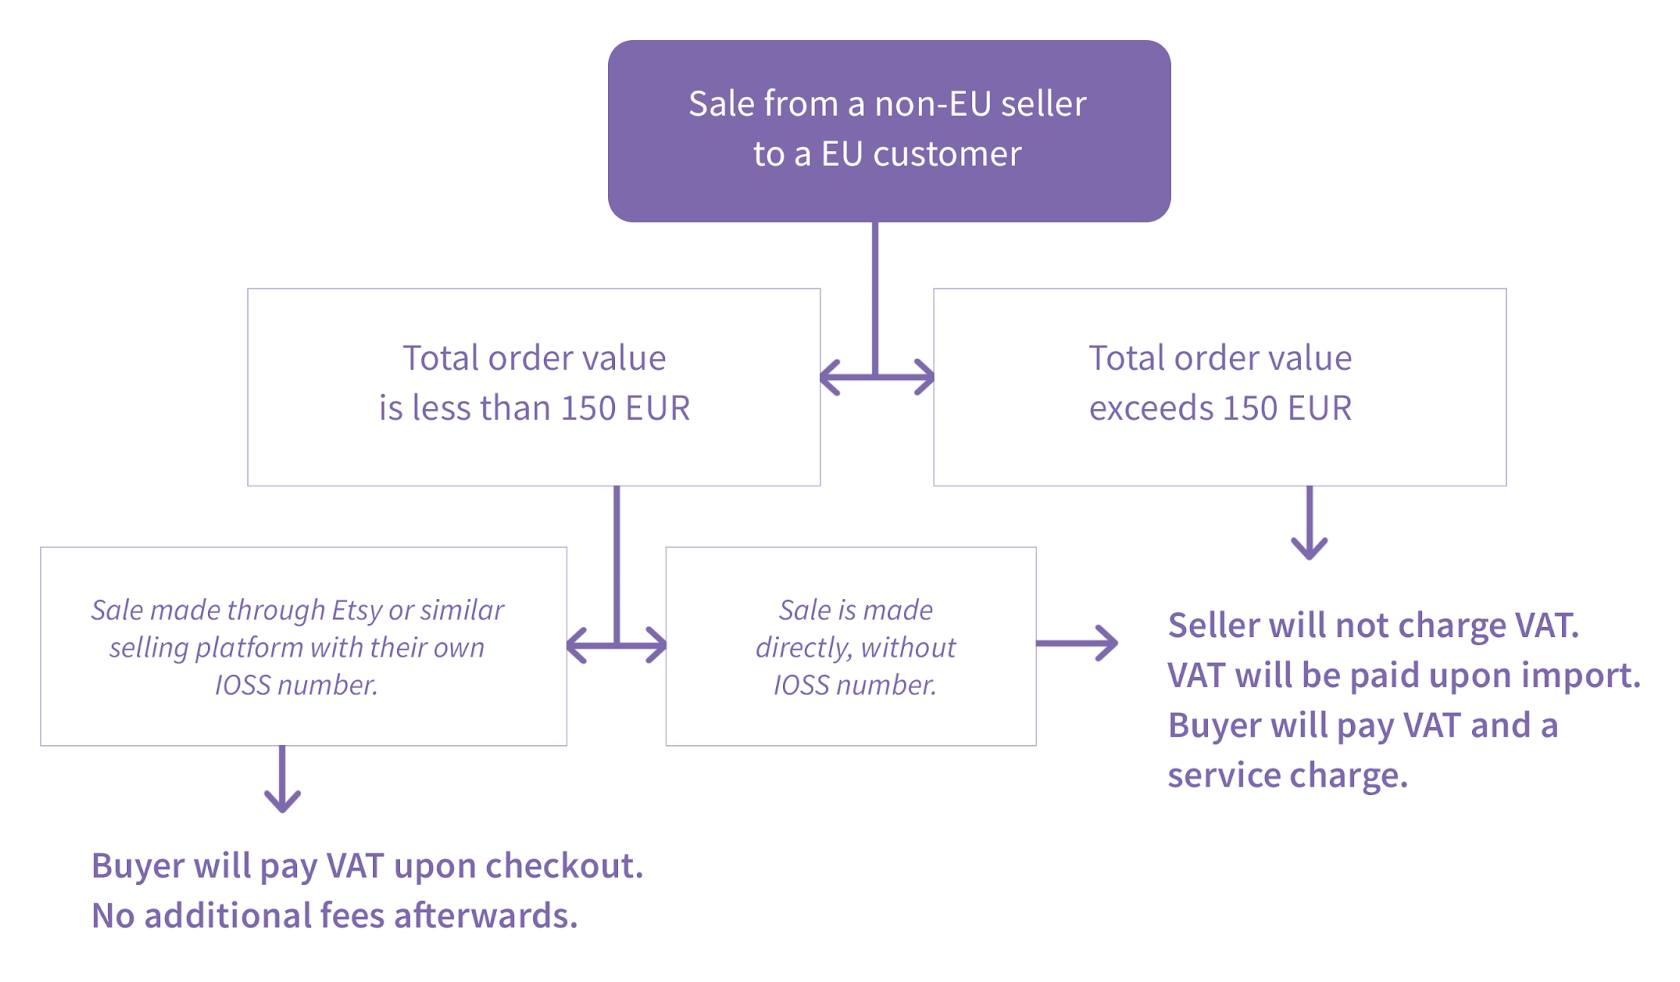 Sale from a non-EU seller
to a EU customer
Total order value
is less than 150 EUR
Total order value
exceeds 150 EUR
Sale made through Etsy or similar
selling platform with their own
IOSS number.
Sale is made
directly, without
IOSS number.
Seller will not charge VAT.
VAT will be paid upon import.
Buyer will pay VAT and a
service charge.
Buyer will pay VAT upon checkout.
No additional fees afterwards.